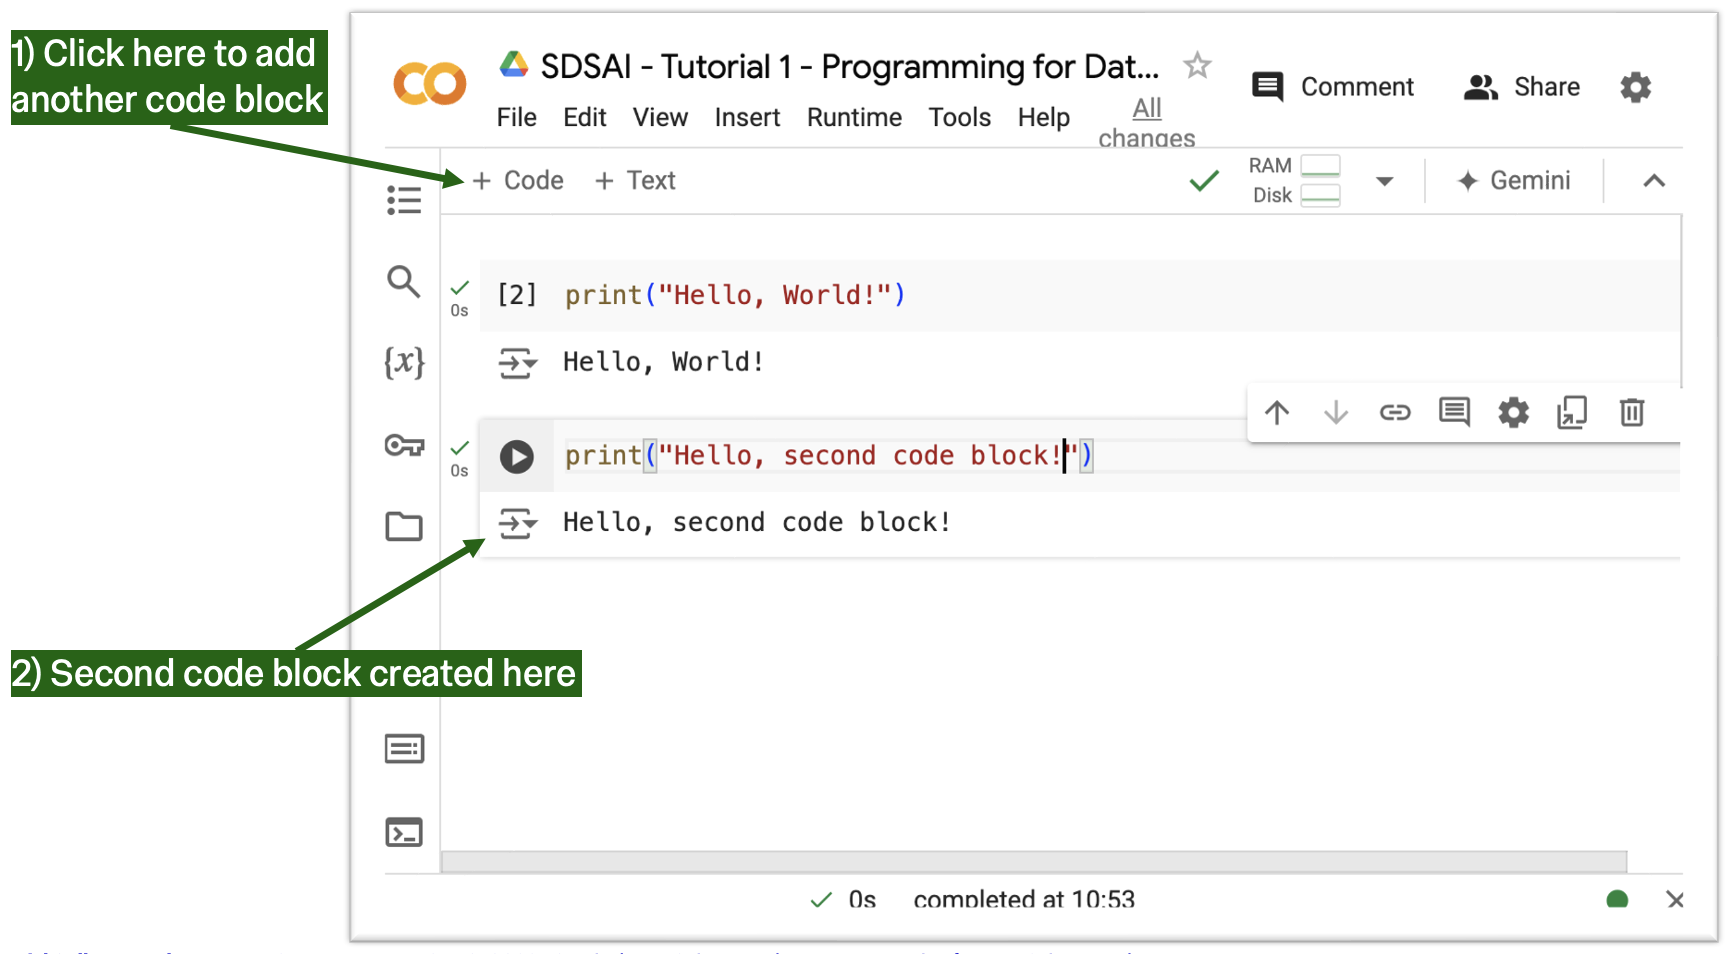 1) Click here to add
another code block
SDSAI - Tutorial 1 - Programming for Dat...
Comment
Share
File Edit View Insert Runtime Tools Help
All
changes
+ Code + Text
RAM
Disk
Gemini
0s
[2] print("Hello, World!")
Hello, World!
{x}
0s
print("Hello, second code block!")
Hello, second code block!
2) Second code block created here
0s completed at 10:53